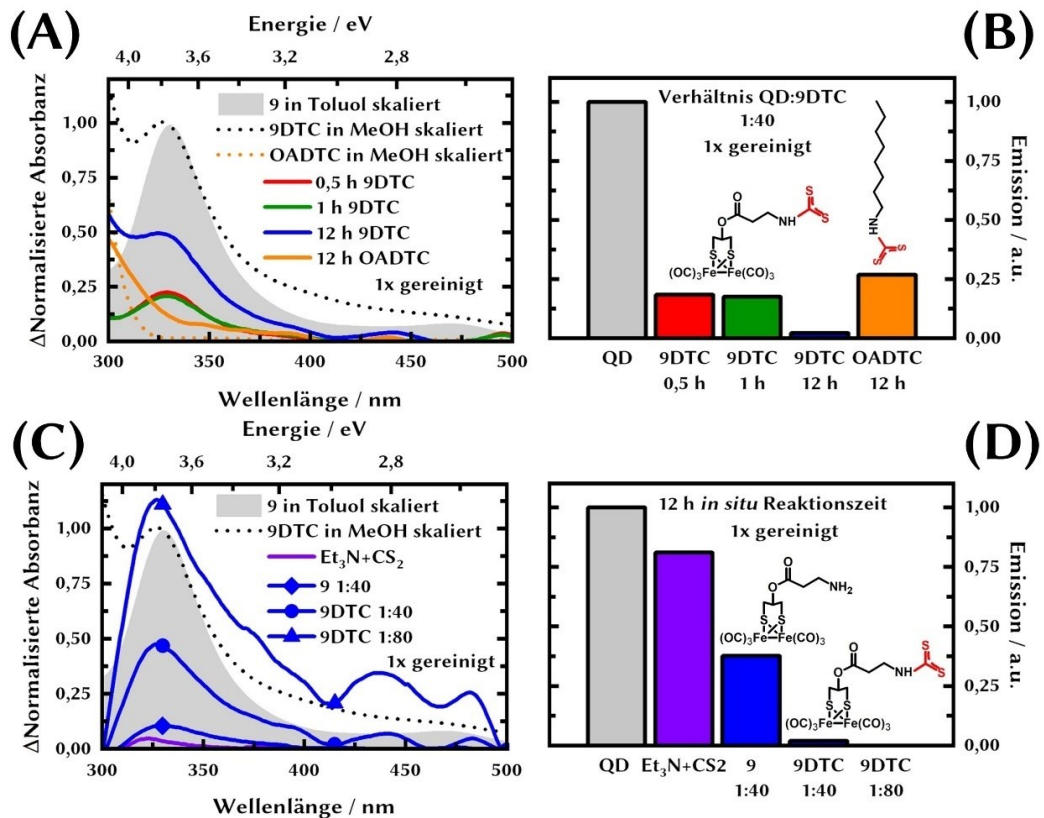 (A)
Energie / eV
4,0 3,6 3,2 2,8
ΔNormalisierte Absorbanz
1,00
0,75
0,50
0,25
0,00
9 in Toluol skaliert
9DTC in MeOH skaliert
OADTC in MeOH skaliert
0,5 h 9DTC
1 h 9DTC
12 h 9DTC
12 h OADTC
1x gereinigt
300 350 400 450 500
Wellenlänge / nm
(B)
Verhältnis QD:9DTC
1:40
1x gereinigt
O
O
NH
S
S
S S
(OC)₃Fe Fe(CO)₃
HN
S
S
1,00
0,75
0,50
0,25
0,00
Emission / a.u.
QD 9DTC 9DTC 9DTC OADTC
0,5 h 1 h 12 h 12 h
(C)
Energie / eV
4,0 3,6 3,2 2,8
ΔNormalisierte Absorbanz
1,00
0,75
0,50
0,25
0,00
9 in Toluol skaliert
9DTC in MeOH skaliert
Et₃N+CS₂
9 1:40
9DTC 1:40
9DTC 1:80
1x gereinigt
300 350 400 450 500
Wellenlänge / nm
(D)
12 h in situ Reaktionszeit
1x gereinigt
O
O
NH₂
S S
(OC)₃Fe Fe(CO)₃
O
O
NH
S
S
S S
(OC)₃Fe Fe(CO)₃
1,00
0,75
0,50
0,25
0,00
Emission / a.u.
QD Et₃N+CS2 9 9DTC 9DTC
1:40 1:40 1:80